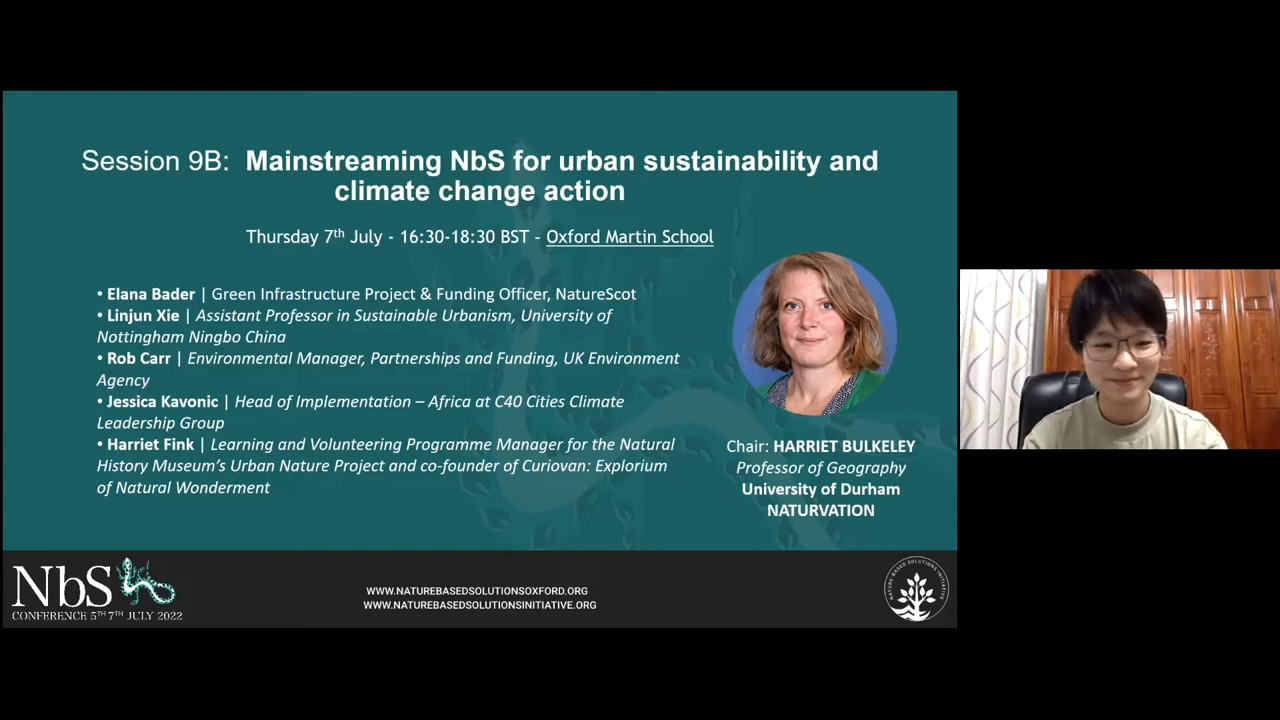 Session 9B: Mainstreaming NbS for urban sustainability and
climate change action
Thursday 7th July - 16:30-18:30 BST - Oxford Martin School
• Elana Bader | Green Infrastructure Project & Funding Officer, NatureScot
• Linjun Xie | Assistant Professor in Sustainable Urbanism, University of
Nottingham Ningbo China
• Rob Carr | Environmental Manager, Partnerships and Funding, UK Environment
Agency
• Jessica Kavonic | Head of Implementation – Africa at C40 Cities Climate
Leadership Group
• Harriet Fink | Learning and Volunteering Programme Manager for the Natural
History Museum's Urban Nature Project and co-founder of Curiovan: Explorium
of Natural Wonderment
Chair: HARRIET BULKELEY
Professor of Geography
University of Durham
NATURVATION
NbS
CONFERENCE 5TH 7TH JULY 2022
WWW.NATUREBASEDSOLUTIONSOXFORD.ORG
WWW.NATUREBASEDSOLUTIONSINITIATIVE.ORG
NATURE-BASED SOLUTIONS INITIATIVE